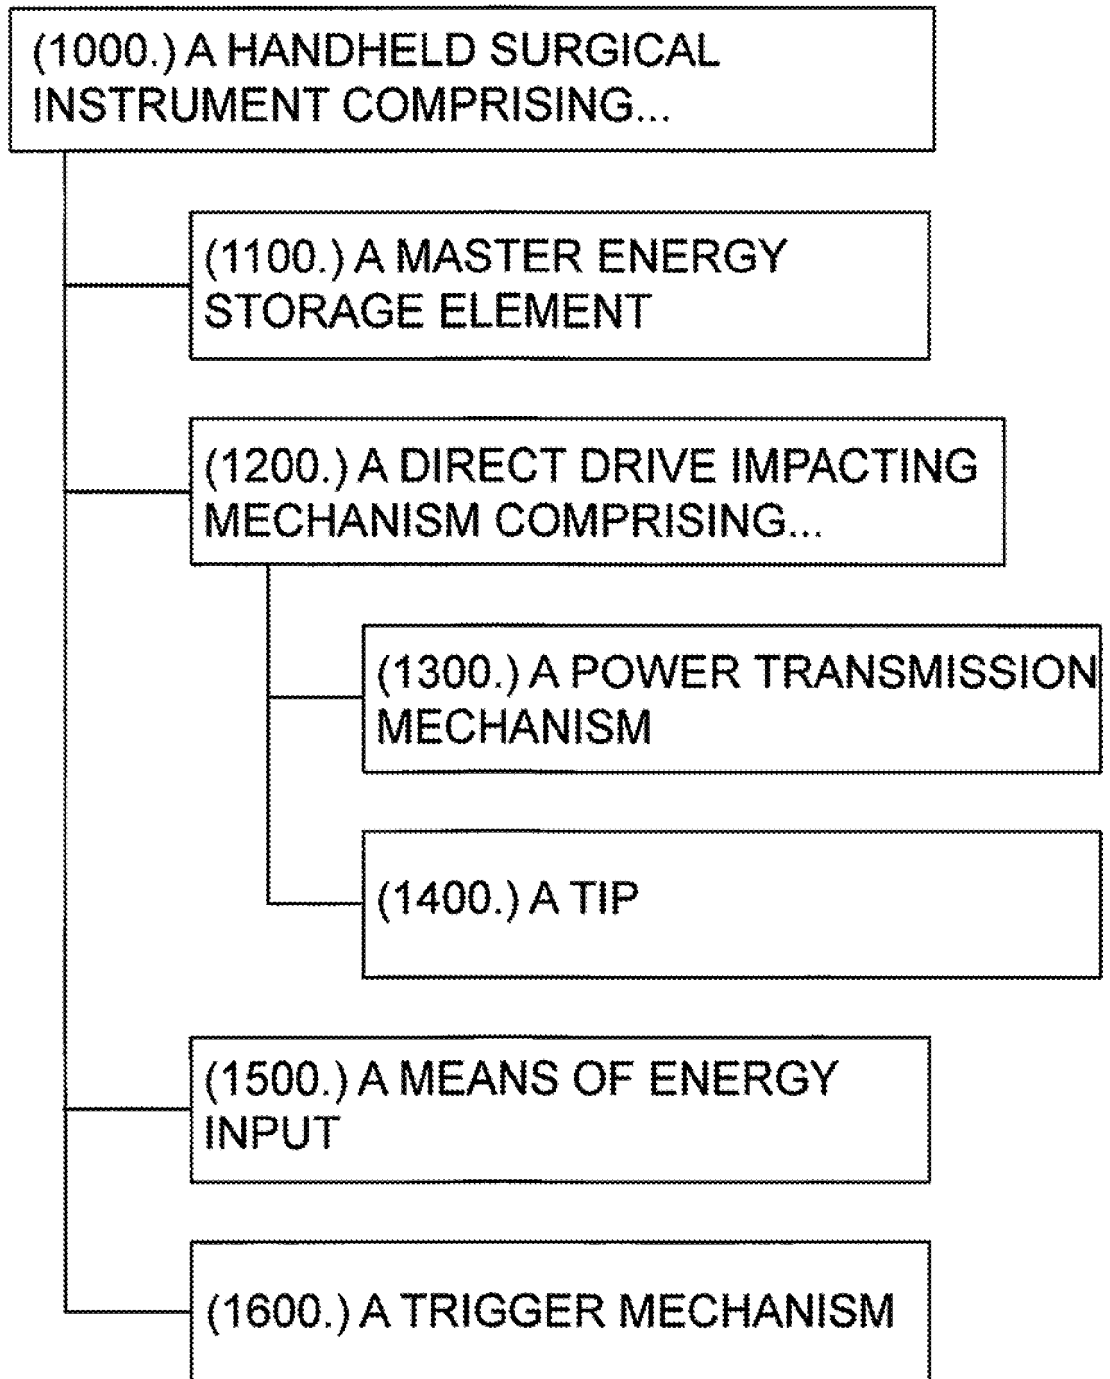 (1000.) A HANDHELD SURGICAL
INSTRUMENT COMPRISING...
(1100.) A MASTER ENERGY
STORAGE ELEMENT
(1200.) A DIRECT DRIVE IMPACTING
MECHANISM COMPRISING...
(1300.) A POWER TRANSMISSION
MECHANISM
(1400.) A TIP
(1500.) A MEANS OF ENERGY
INPUT
(1600.) A TRIGGER MECHANISM